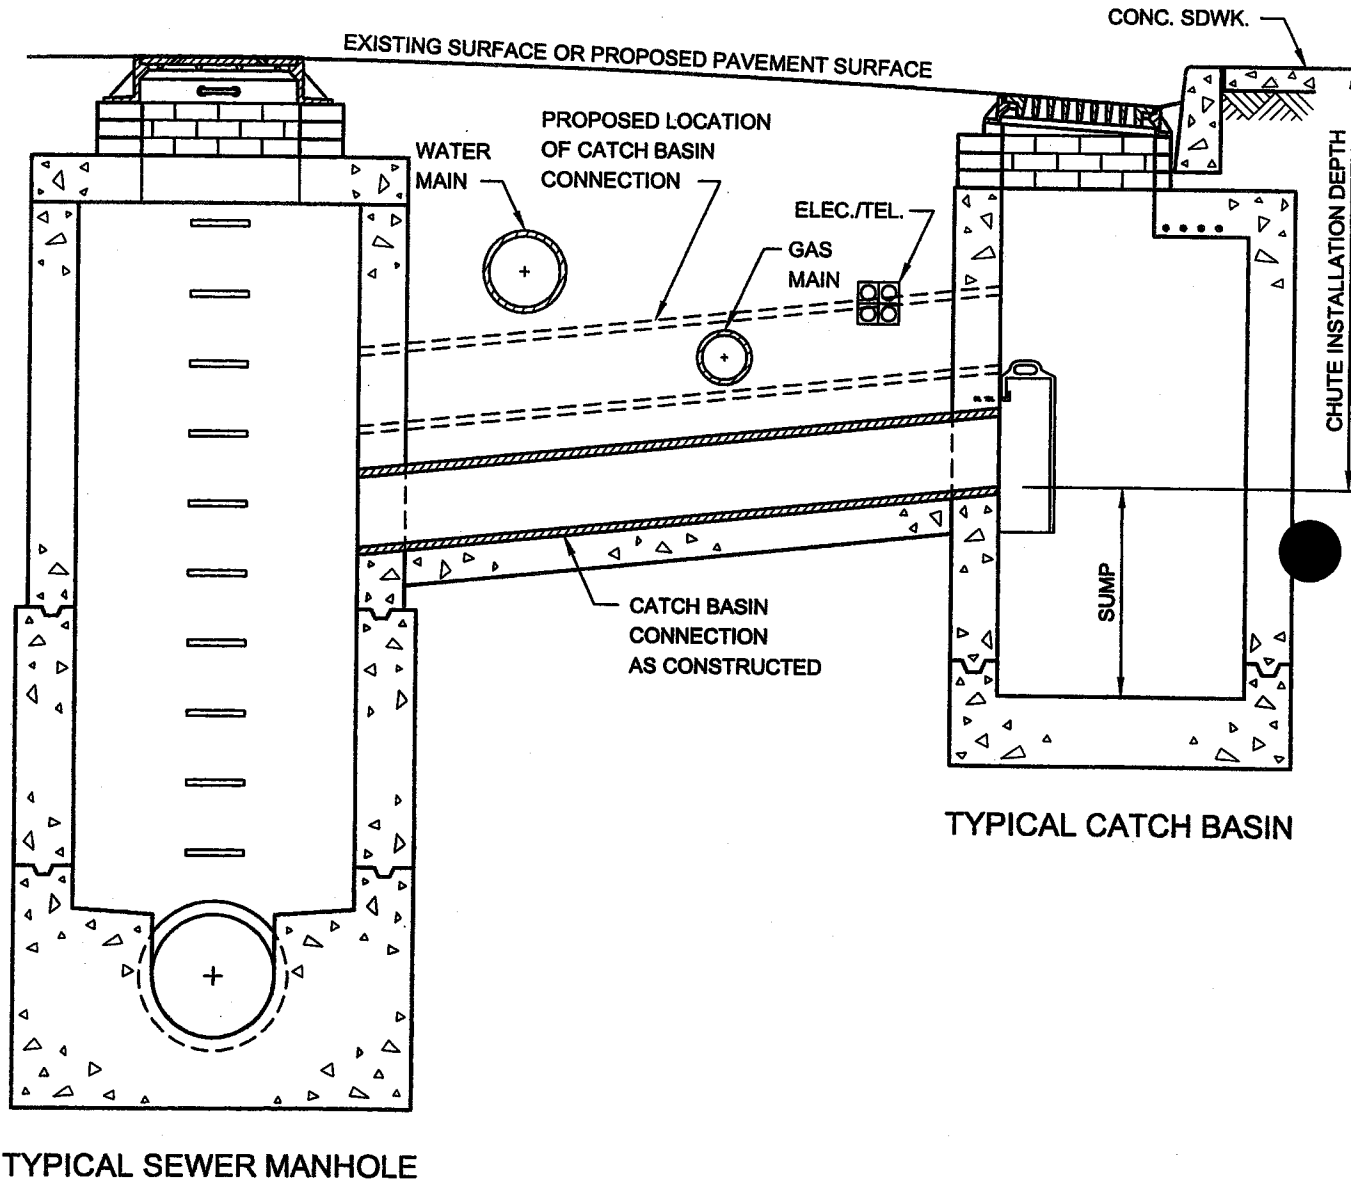 CONC. SDWK.
EXISTING SURFACE OR PROPOSED PAVEMENT SURFACE
WATER
MAIN
PROPOSED LOCATION
OF CATCH BASIN
CONNECTION
ELEC./TEL.
GAS
MAIN
CHUTE INSTALLATION DEPTH
SUMP
CATCH BASIN
CONNECTION
AS CONSTRUCTED
TYPICAL CATCH BASIN
TYPICAL SEWER MANHOLE